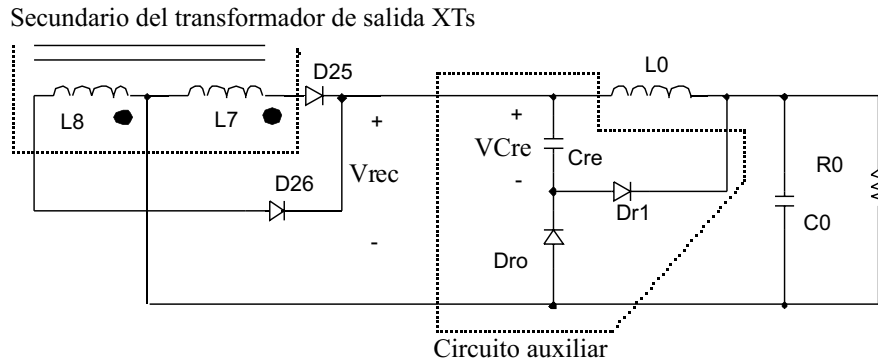 Secundario del transformador de salida XTs
D25
L0
L8
L7
+
Vrec
-
+
VCre
-
Cre
D26
Dr1
Dro
R0
C0
Circuito auxiliar